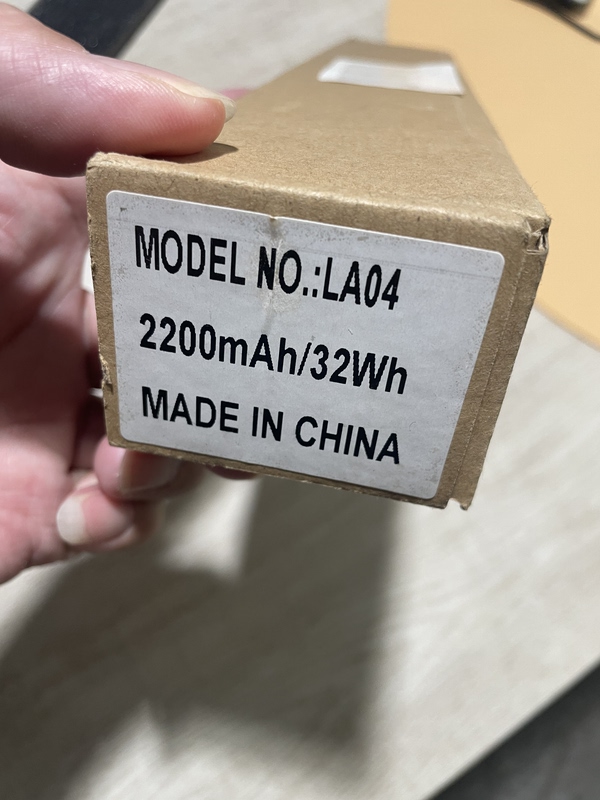 MODEL NO.:LA04
2200mAh/32Wh
MADE IN CHINA